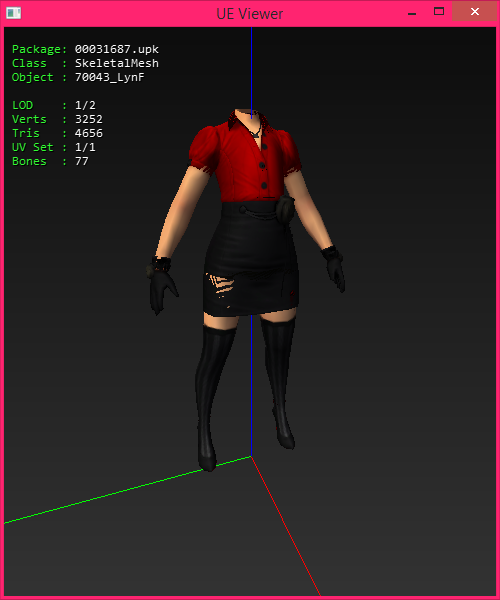 UE Viewer
Package: 00031687.upk
Class  : SkeletalMesh
Object : 70043_LynF
LOD    : 1/2
Verts  : 3252
Tris   : 4656
UV Set : 1/1
Bones  : 77